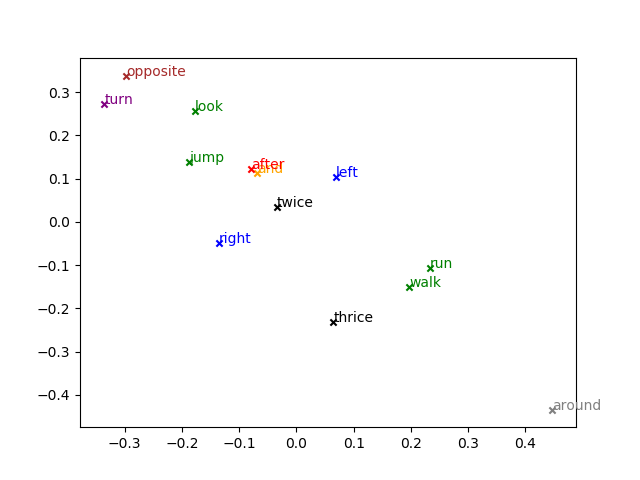 opposite
turn
look
jump
after
and
left
twice
right
run
walk
thrice
around
0.3
0.2
0.1
0.0
−0.1
−0.2
−0.3
−0.4
−0.3 −0.2 −0.1 0.0 0.1 0.2 0.3 0.4